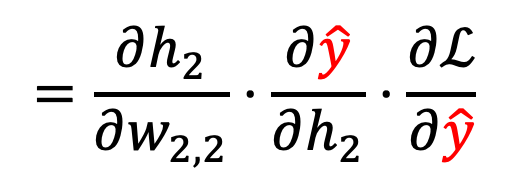 = ∂h₂/∂w₂,₂ · ∂ŷ/∂h₂ · ∂ℒ/∂ŷ